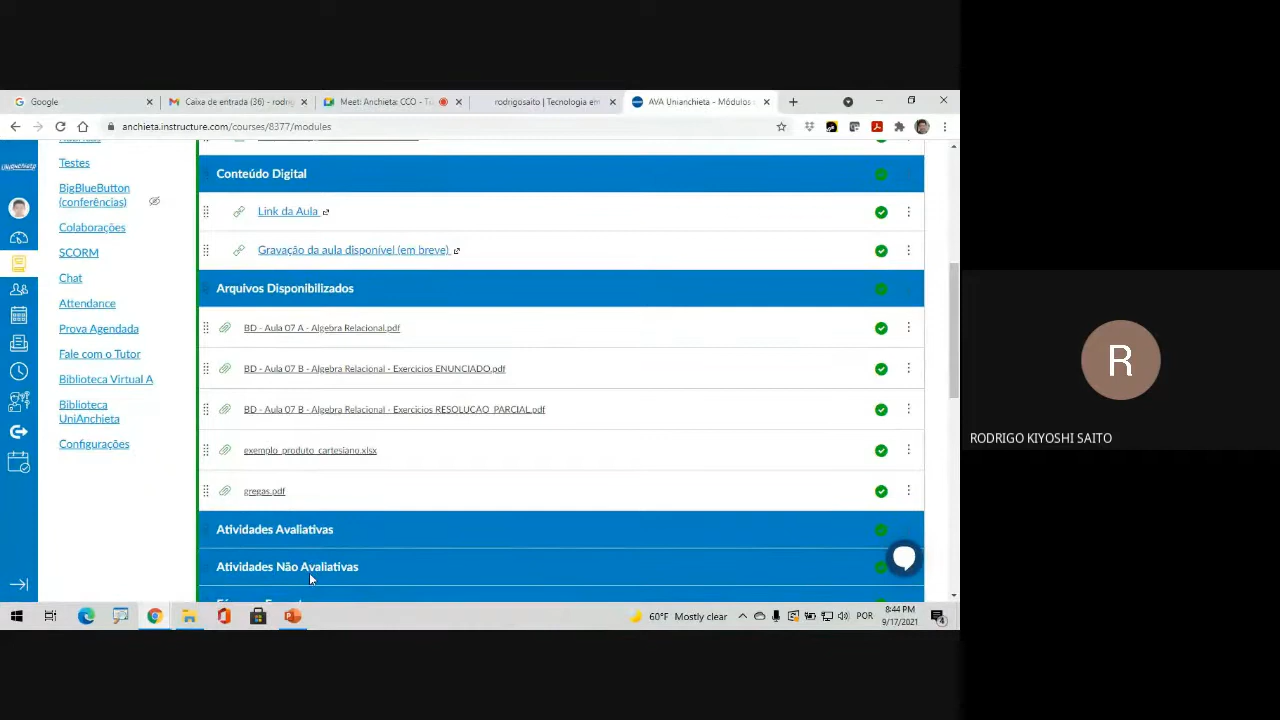 Google
Caixa de entrada (36) - rodrig
Meet: Anchieta: CCO - Tu
rodrigosaito | Tecnologia em
AVA Unianchieta - Módulos
anchieta.instructure.com/courses/8377/modules
UNIANCHIETA
Testes
BigBlueButton
(conferências)
Colaborações
SCORM
Chat
Attendance
Prova Agendada
Fale com o Tutor
Biblioteca Virtual A
Biblioteca
UniAnchieta
Configurações
Conteúdo Digital
Link da Aula
Gravação da aula disponível (em breve)
Arquivos Disponibilizados
BD - Aula 07 A - Algebra Relacional.pdf
BD - Aula 07 B - Algebra Relacional - Exercicios ENUNCIADO.pdf
BD - Aula 07 B - Algebra Relacional - Exercicios RESOLUCAO_PARCIAL.pdf
exemplo_produto_cartesiano.xlsx
gregas.pdf
Atividades Avaliativas
Atividades Não Avaliativas
60°F Mostly clear
POR
8:44 PM
9/17/2021
4
R
RODRIGO KIYOSHI SAITO